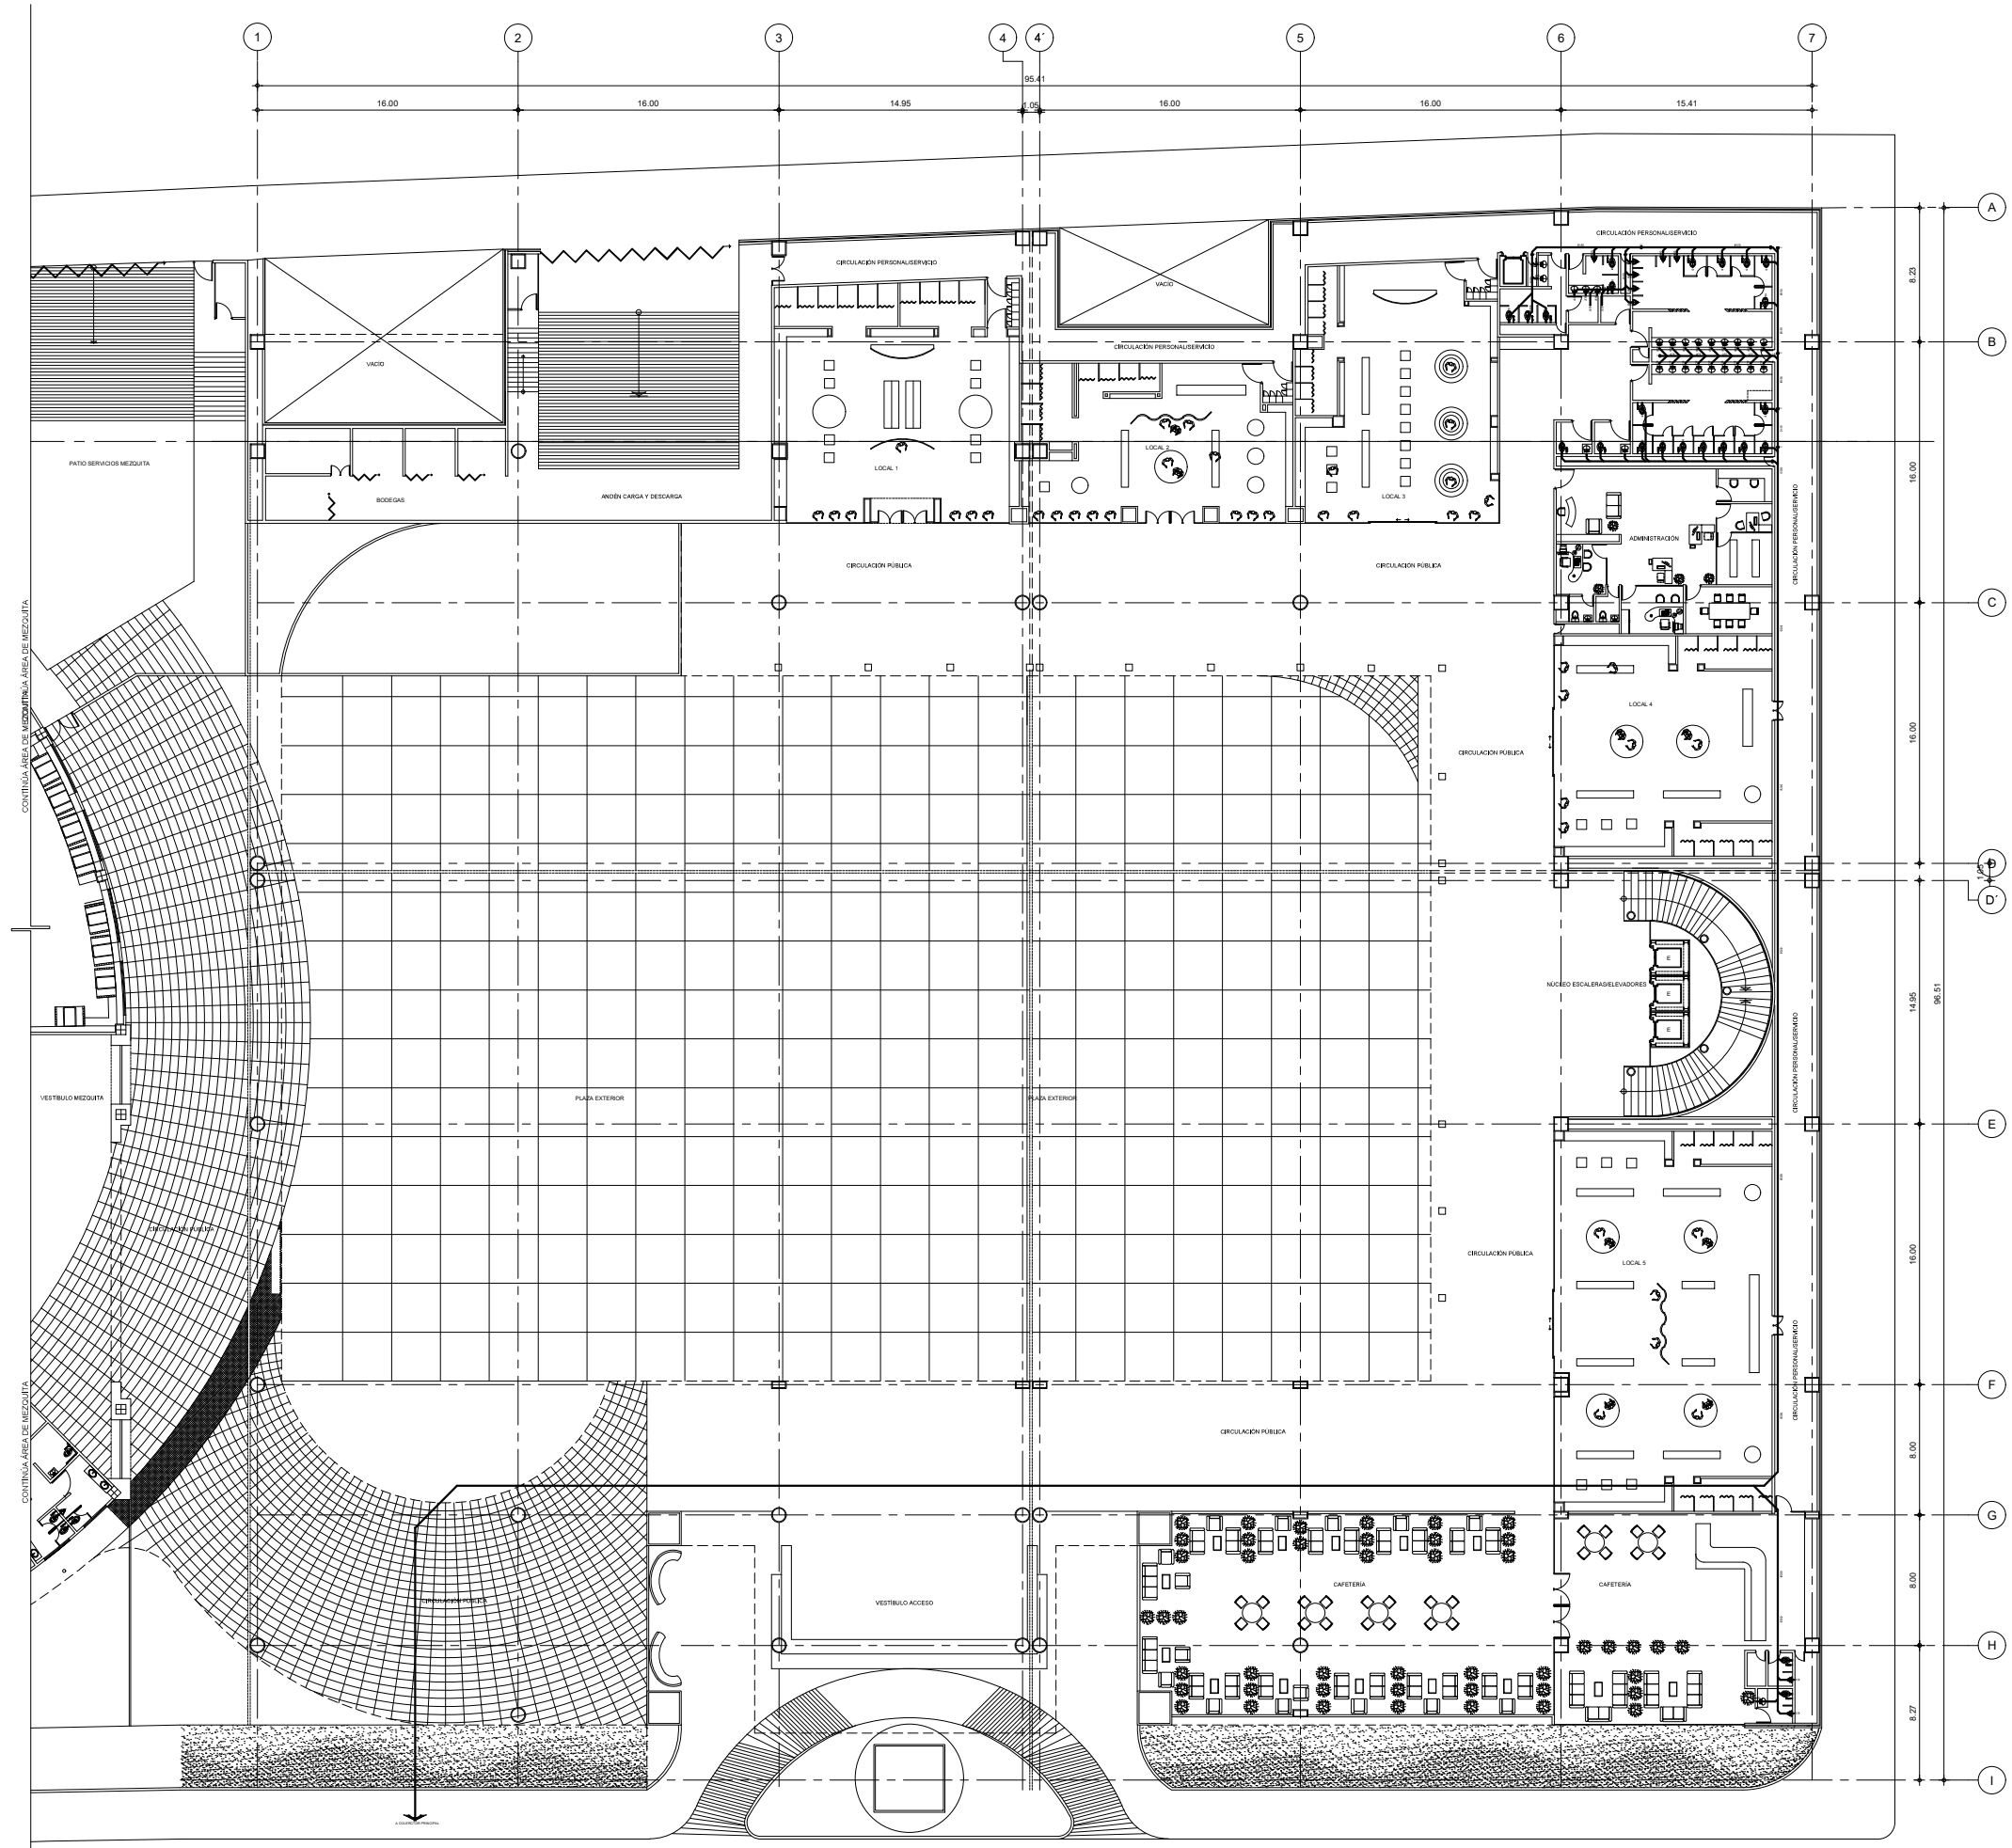 1
2
3
4
4´
5
6
7
95.41
16.00
16.00
14.95
1.05
16.00
16.00
15.41
A
CIRCULACIÓN PERSONAL/SERVICIO
CIRCULACIÓN PERSONAL/SERVICIO
8.23
VACÍO
B
CIRCULACIÓN PERSONAL/SERVICIO
VACÍO
LOCAL 2
PATIO SERVICIOS MEZQUITA
LOCAL 1
16.00
BODEGAS
ANDÉN CARGA Y DESCARGA
LOCAL 3
CIRCULACIÓN PERSONAL/SERVICIO
ADMINISTRACIÓN
CIRCULACIÓN PÚBLICA
CIRCULACIÓN PÚBLICA
C
CONTINÚA ÁREA DE MEZQUITA
LOCAL 4
16.00
CIRCULACIÓN PÚBLICA
D
1.05
D´
NÚCLEO ESCALERAS/ELEVADORES
E
E
E
14.95
96.51
CIRCULACIÓN PERSONAL/SERVICIO
VESTÍBULO MEZQUITA
PLAZA EXTERIOR
PLAZA EXTERIOR
E
CIRCULACIÓN PÚBLICA
CIRCULACIÓN PÚBLICA
LOCAL 5
16.00
CIRCULACIÓN PERSONAL/SERVICIO
F
CONTINÚA ÁREA DE MEZQUITA
CIRCULACIÓN PÚBLICA
8.00
G
CAFETERÍA
CAFETERÍA
8.00
CIRCULACIÓN PÚBLICA
VESTÍBULO ACCESO
H
8.27
I
A COLECTOR PRINCIPAL